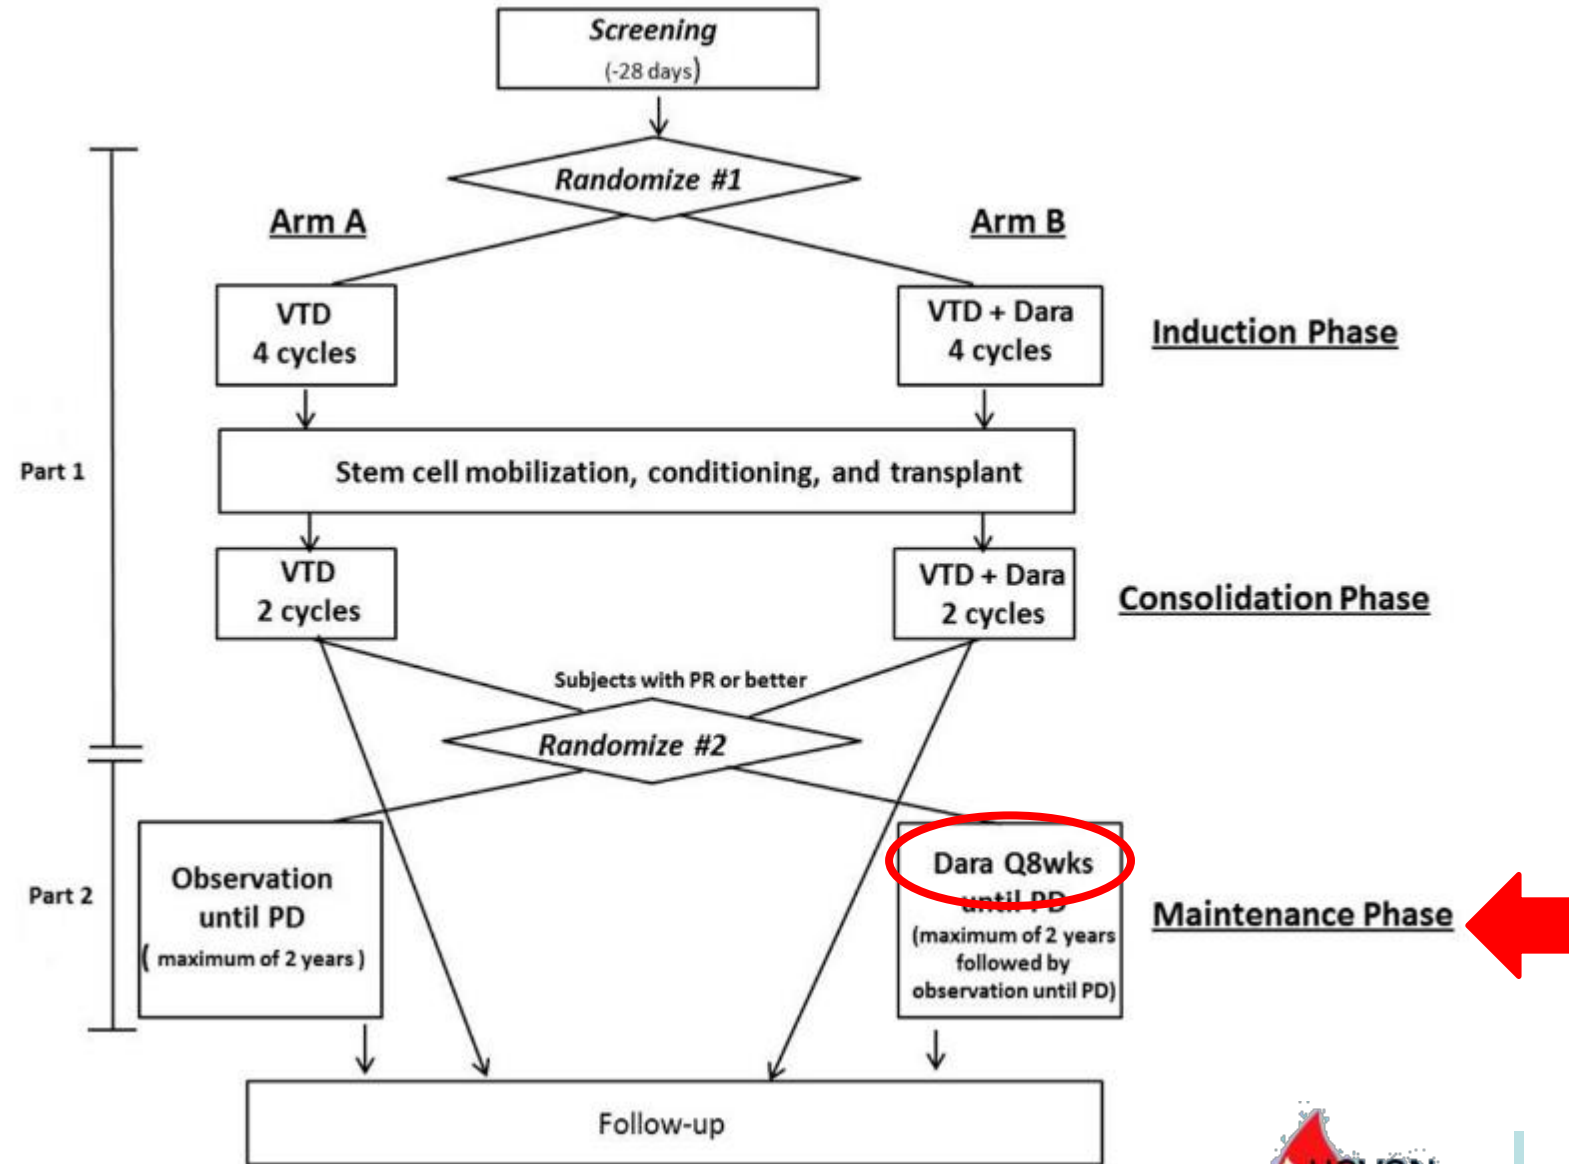 Screening
(-28 days)
Randomize #1
Arm A
Arm B
VTD
4 cycles
VTD + Dara
4 cycles
Induction Phase
Part 1
Stem cell mobilization, conditioning, and transplant
VTD
2 cycles
VTD + Dara
2 cycles
Consolidation Phase
Subjects with PR or better
Randomize #2
Part 2
Observation
until PD
( maximum of 2 years )
Dara Q8wks
until PD
(maximum of 2 years
followed by
observation until PD)
Maintenance Phase
Follow-up